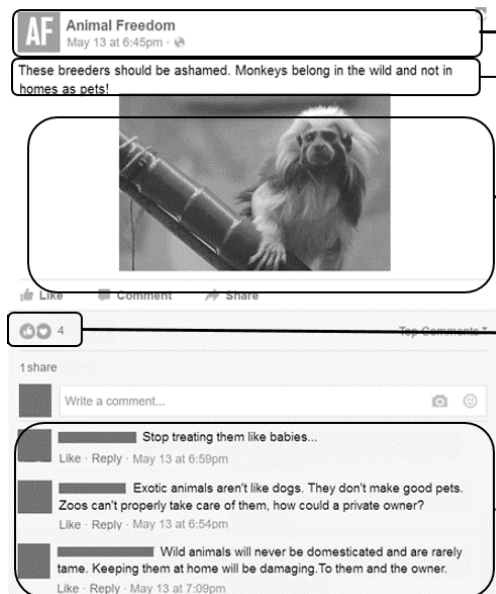 AF Animal Freedom
May 13 at 6:45pm ·
These breeders should be ashamed. Monkeys belong in the wild and not in
homes as pets!
Like Comment Share
4 Top Comments
1 share
Write a comment...
Stop treating them like babies...
Like · Reply · May 13 at 6:59pm
Exotic animals aren't like dogs. They don't make good pets.
Zoos can't properly take care of them, how could a private owner?
Like · Reply · May 13 at 6:54pm
Wild animals will never be domesticated and are rarely
tame. Keeping them at home will be damaging.To them and the owner.
Like · Reply · May 13 at 7:09pm